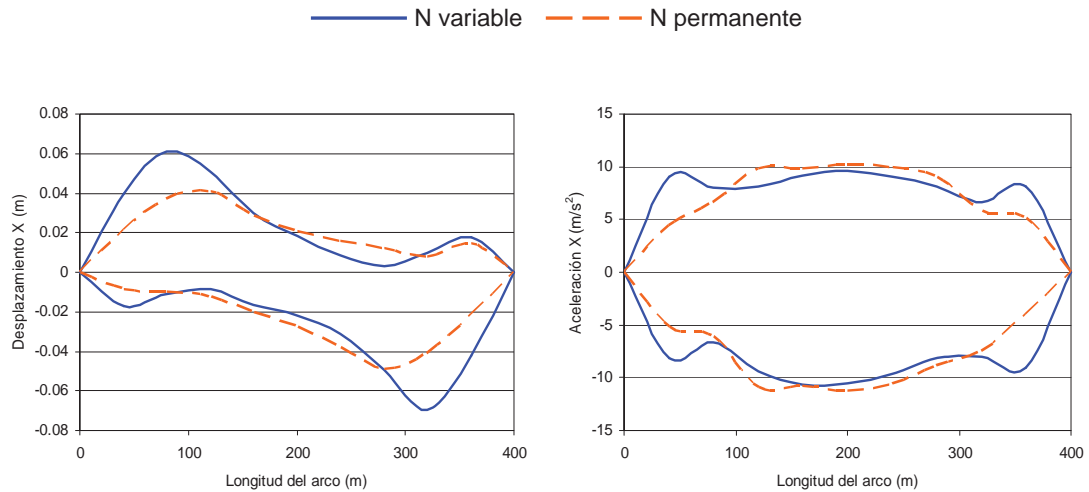 N variable N permanente
Desplazamiento X (m)
0.08
0.06
0.04
0.02
0
-0.02
-0.04
-0.06
-0.08
0 100 200 300 400
Longitud del arco (m)
Aceleración X (m/s²)
15
10
5
0
-5
-10
-15
0 100 200 300 400
Longitud del arco (m)